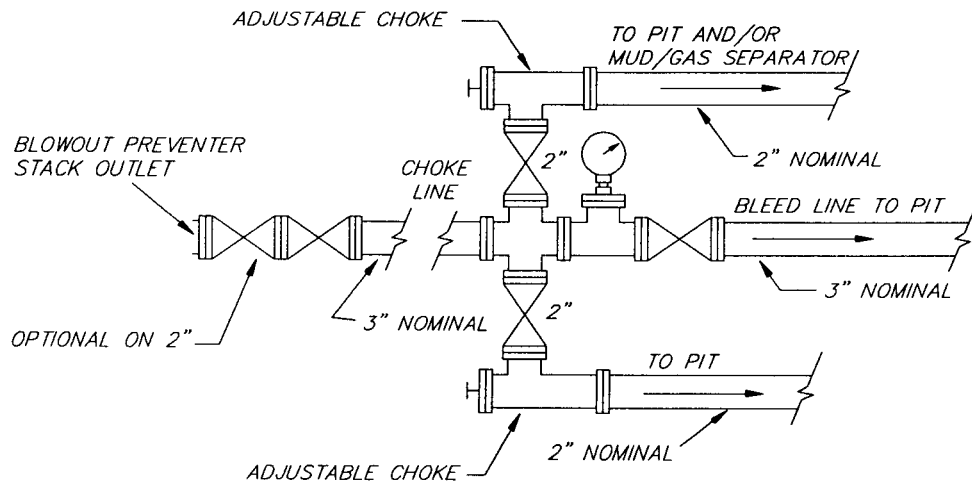 ADJUSTABLE CHOKE
TO PIT AND/OR
MUD/GAS SEPARATOR
2"
2" NOMINAL
BLOWOUT PREVENTER
STACK OUTLET
CHOKE
LINE
BLEED LINE TO PIT
OPTIONAL ON 2"
3" NOMINAL
2"
3" NOMINAL
TO PIT
2" NOMINAL
ADJUSTABLE CHOKE